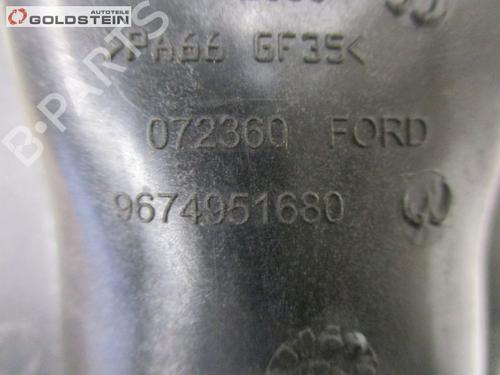 GOLDSTEIN
AUTOTEILE
>PA66 GF35<
072360 FORD
9674951680
B-PARTS